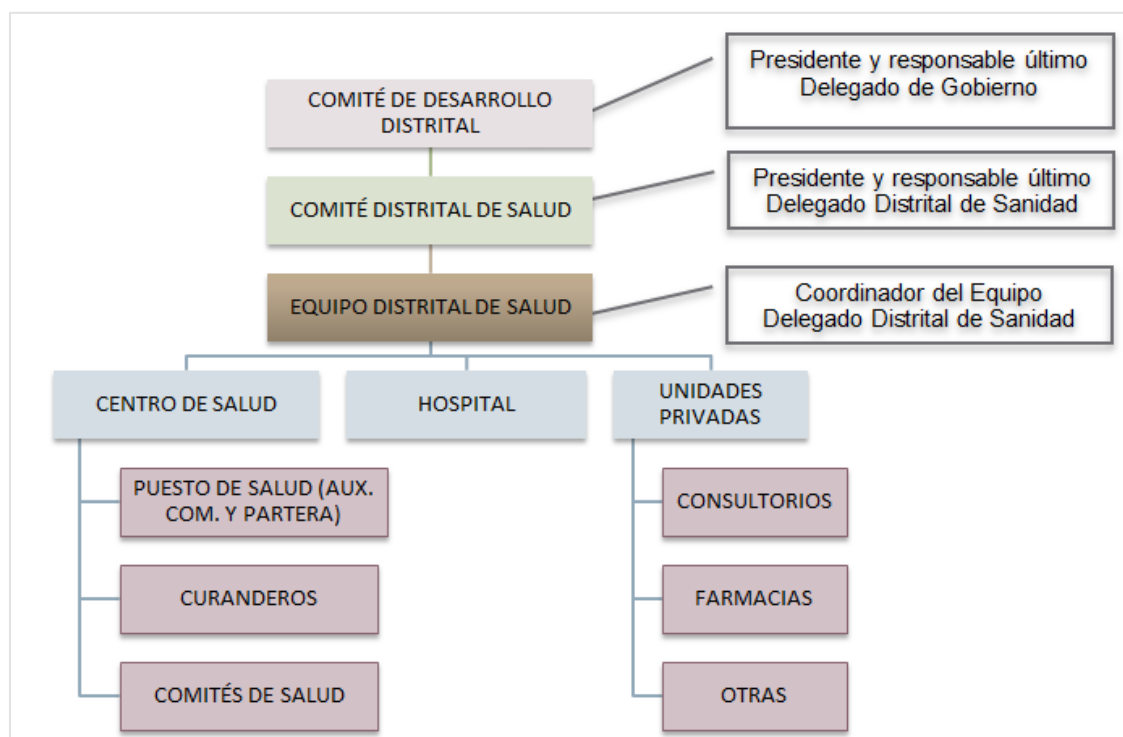 Presidente y responsable último
Delegado de Gobierno
COMITÉ DE DESARROLLO
DISTRITAL
Presidente y responsable último
Delegado Distrital de Sanidad
COMITÉ DISTRITAL DE SALUD
Coordinador del Equipo
Delegado Distrital de Sanidad
EQUIPO DISTRITAL DE SALUD
CENTRO DE SALUD
HOSPITAL
UNIDADES
PRIVADAS
PUESTO DE SALUD (AUX.
COM. Y PARTERA)
CONSULTORIOS
CURANDEROS
FARMACIAS
COMITÉS DE SALUD
OTRAS